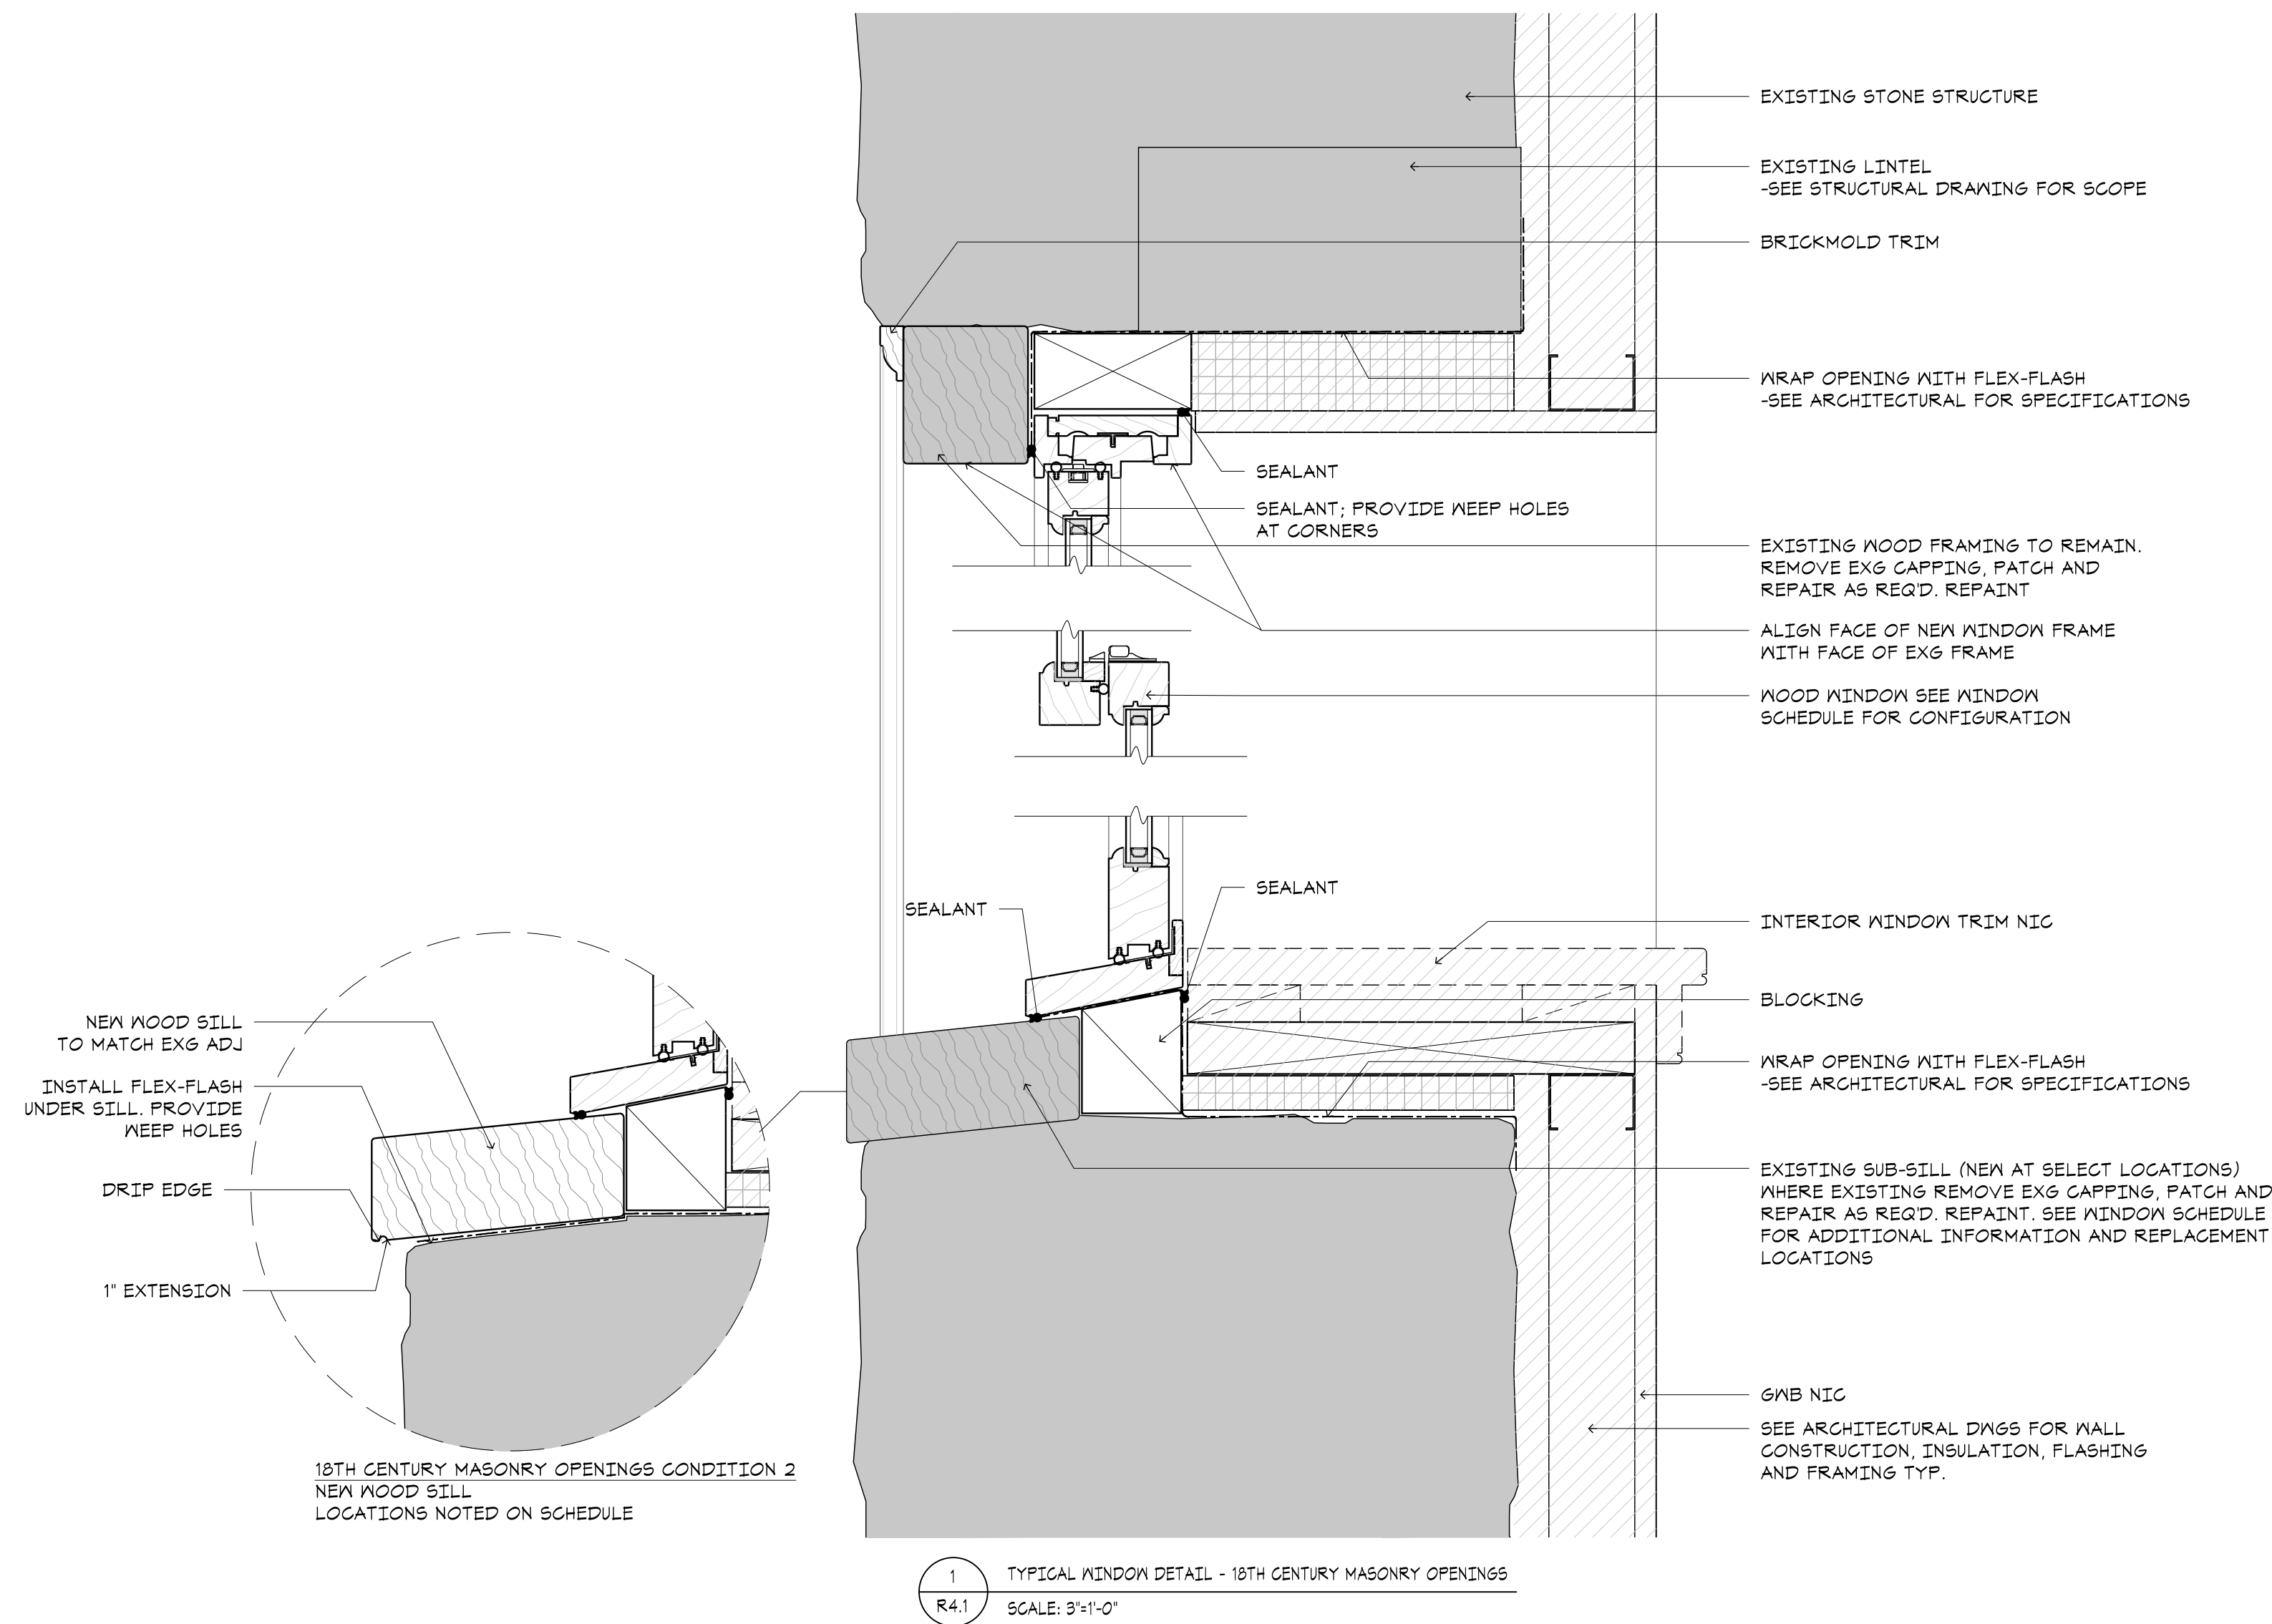 EXISTING STONE STRUCTURE
EXISTING LINTEL
-SEE STRUCTURAL DRAWING FOR SCOPE
BRICKMOLD TRIM
WRAP OPENING WITH FLEX-FLASH
-SEE ARCHITECTURAL FOR SPECIFICATIONS
SEALANT
SEALANT; PROVIDE WEEP HOLES
AT CORNERS
EXISTING WOOD FRAMING TO REMAIN.
REMOVE EXG CAPPING, PATCH AND
REPAIR AS REQ'D. REPAINT
ALIGN FACE OF NEW WINDOW FRAME
WITH FACE OF EXG FRAME
WOOD WINDOW SEE WINDOW
SCHEDULE FOR CONFIGURATION
SEALANT
SEALANT
INTERIOR WINDOW TRIM NIC
BLOCKING
WRAP OPENING WITH FLEX-FLASH
-SEE ARCHITECTURAL FOR SPECIFICATIONS
EXISTING SUB-SILL (NEW AT SELECT LOCATIONS)
WHERE EXISTING REMOVE EXG CAPPING, PATCH AND
REPAIR AS REQ'D. REPAINT. SEE WINDOW SCHEDULE
FOR ADDITIONAL INFORMATION AND REPLACEMENT
LOCATIONS
GWB NIC
SEE ARCHITECTURAL DWGS FOR WALL
CONSTRUCTION, INSULATION, FLASHING
AND FRAMING TYP.
NEW WOOD SILL
TO MATCH EXG ADJ
INSTALL FLEX-FLASH
UNDER SILL. PROVIDE
WEEP HOLES
DRIP EDGE
1" EXTENSION
18TH CENTURY MASONRY OPENINGS CONDITION 2
NEW WOOD SILL
LOCATIONS NOTED ON SCHEDULE
1
R4.1
TYPICAL WINDOW DETAIL - 18TH CENTURY MASONRY OPENINGS
SCALE: 3"=1'-0"